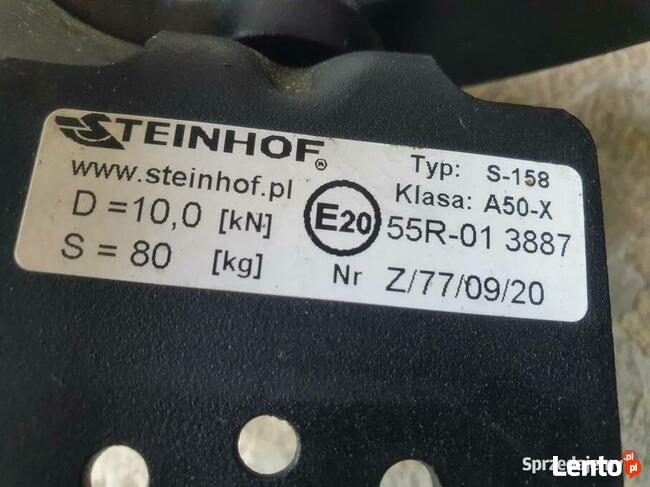 STEINHOF®
www.steinhof.pl
D =10,0 [kN]
S = 80 [kg]
E20
Typ: S-158
Klasa: A50-X
55R-01 3887
Nr Z/77/09/20
Lento.pl